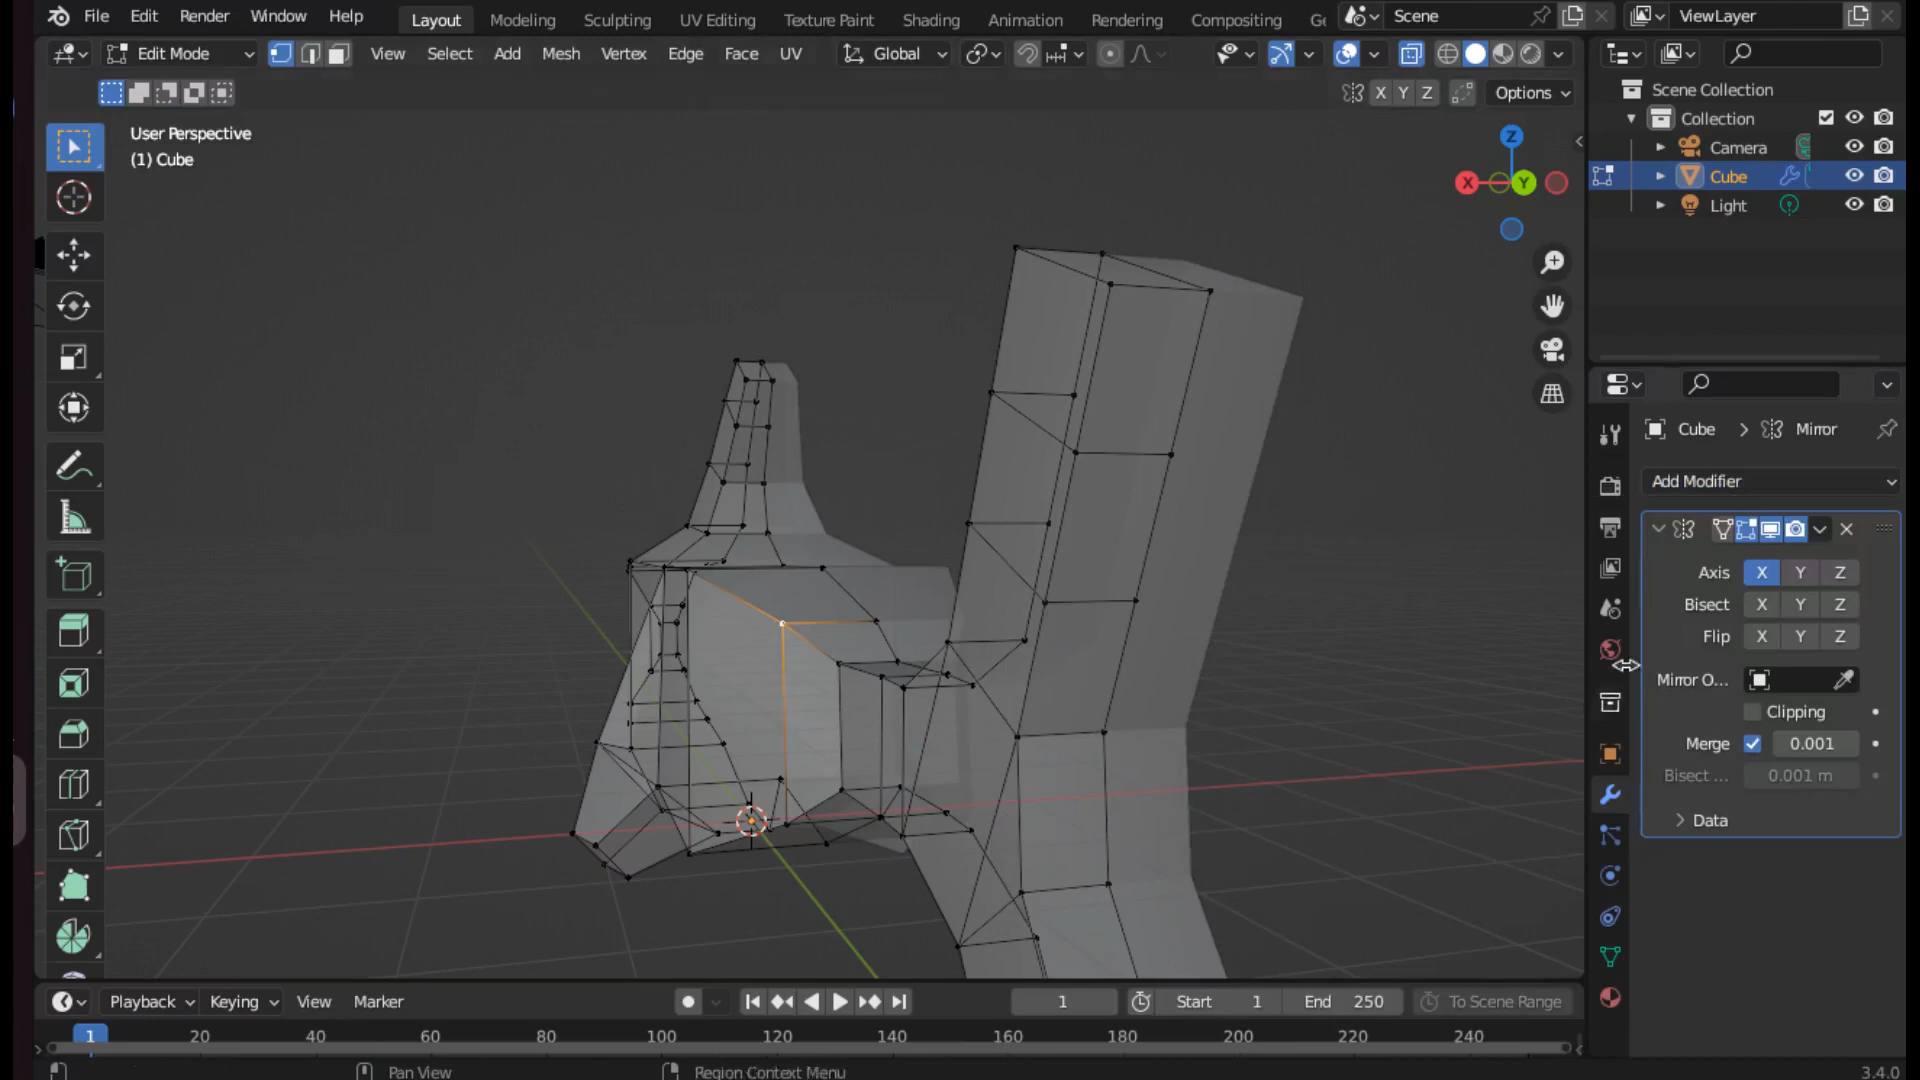 File Edit Render Window Help
Layout Modeling Sculpting UV Editing Texture Paint Shading Animation Rendering Compositing Ge
Scene
ViewLayer
Edit Mode
View Select Add Mesh Vertex Edge Face UV
Global
X Y Z
Options
User Perspective
(1) Cube
Z
X
Y
Scene Collection
Collection
Camera
Cube
Light
Cube > Mirror
Add Modifier
Axis X Y Z
Bisect X Y Z
Flip X Y Z
Mirror O...
Clipping
Merge 0.001
Bisect ... 0.001 m
Data
Playback Keying View Marker
1
Start 1
End 250
To Scene Range
1 20 40 60 80 100 120 140 160 180 200 220 240
Pan View
Region Context Menu
3.4.0